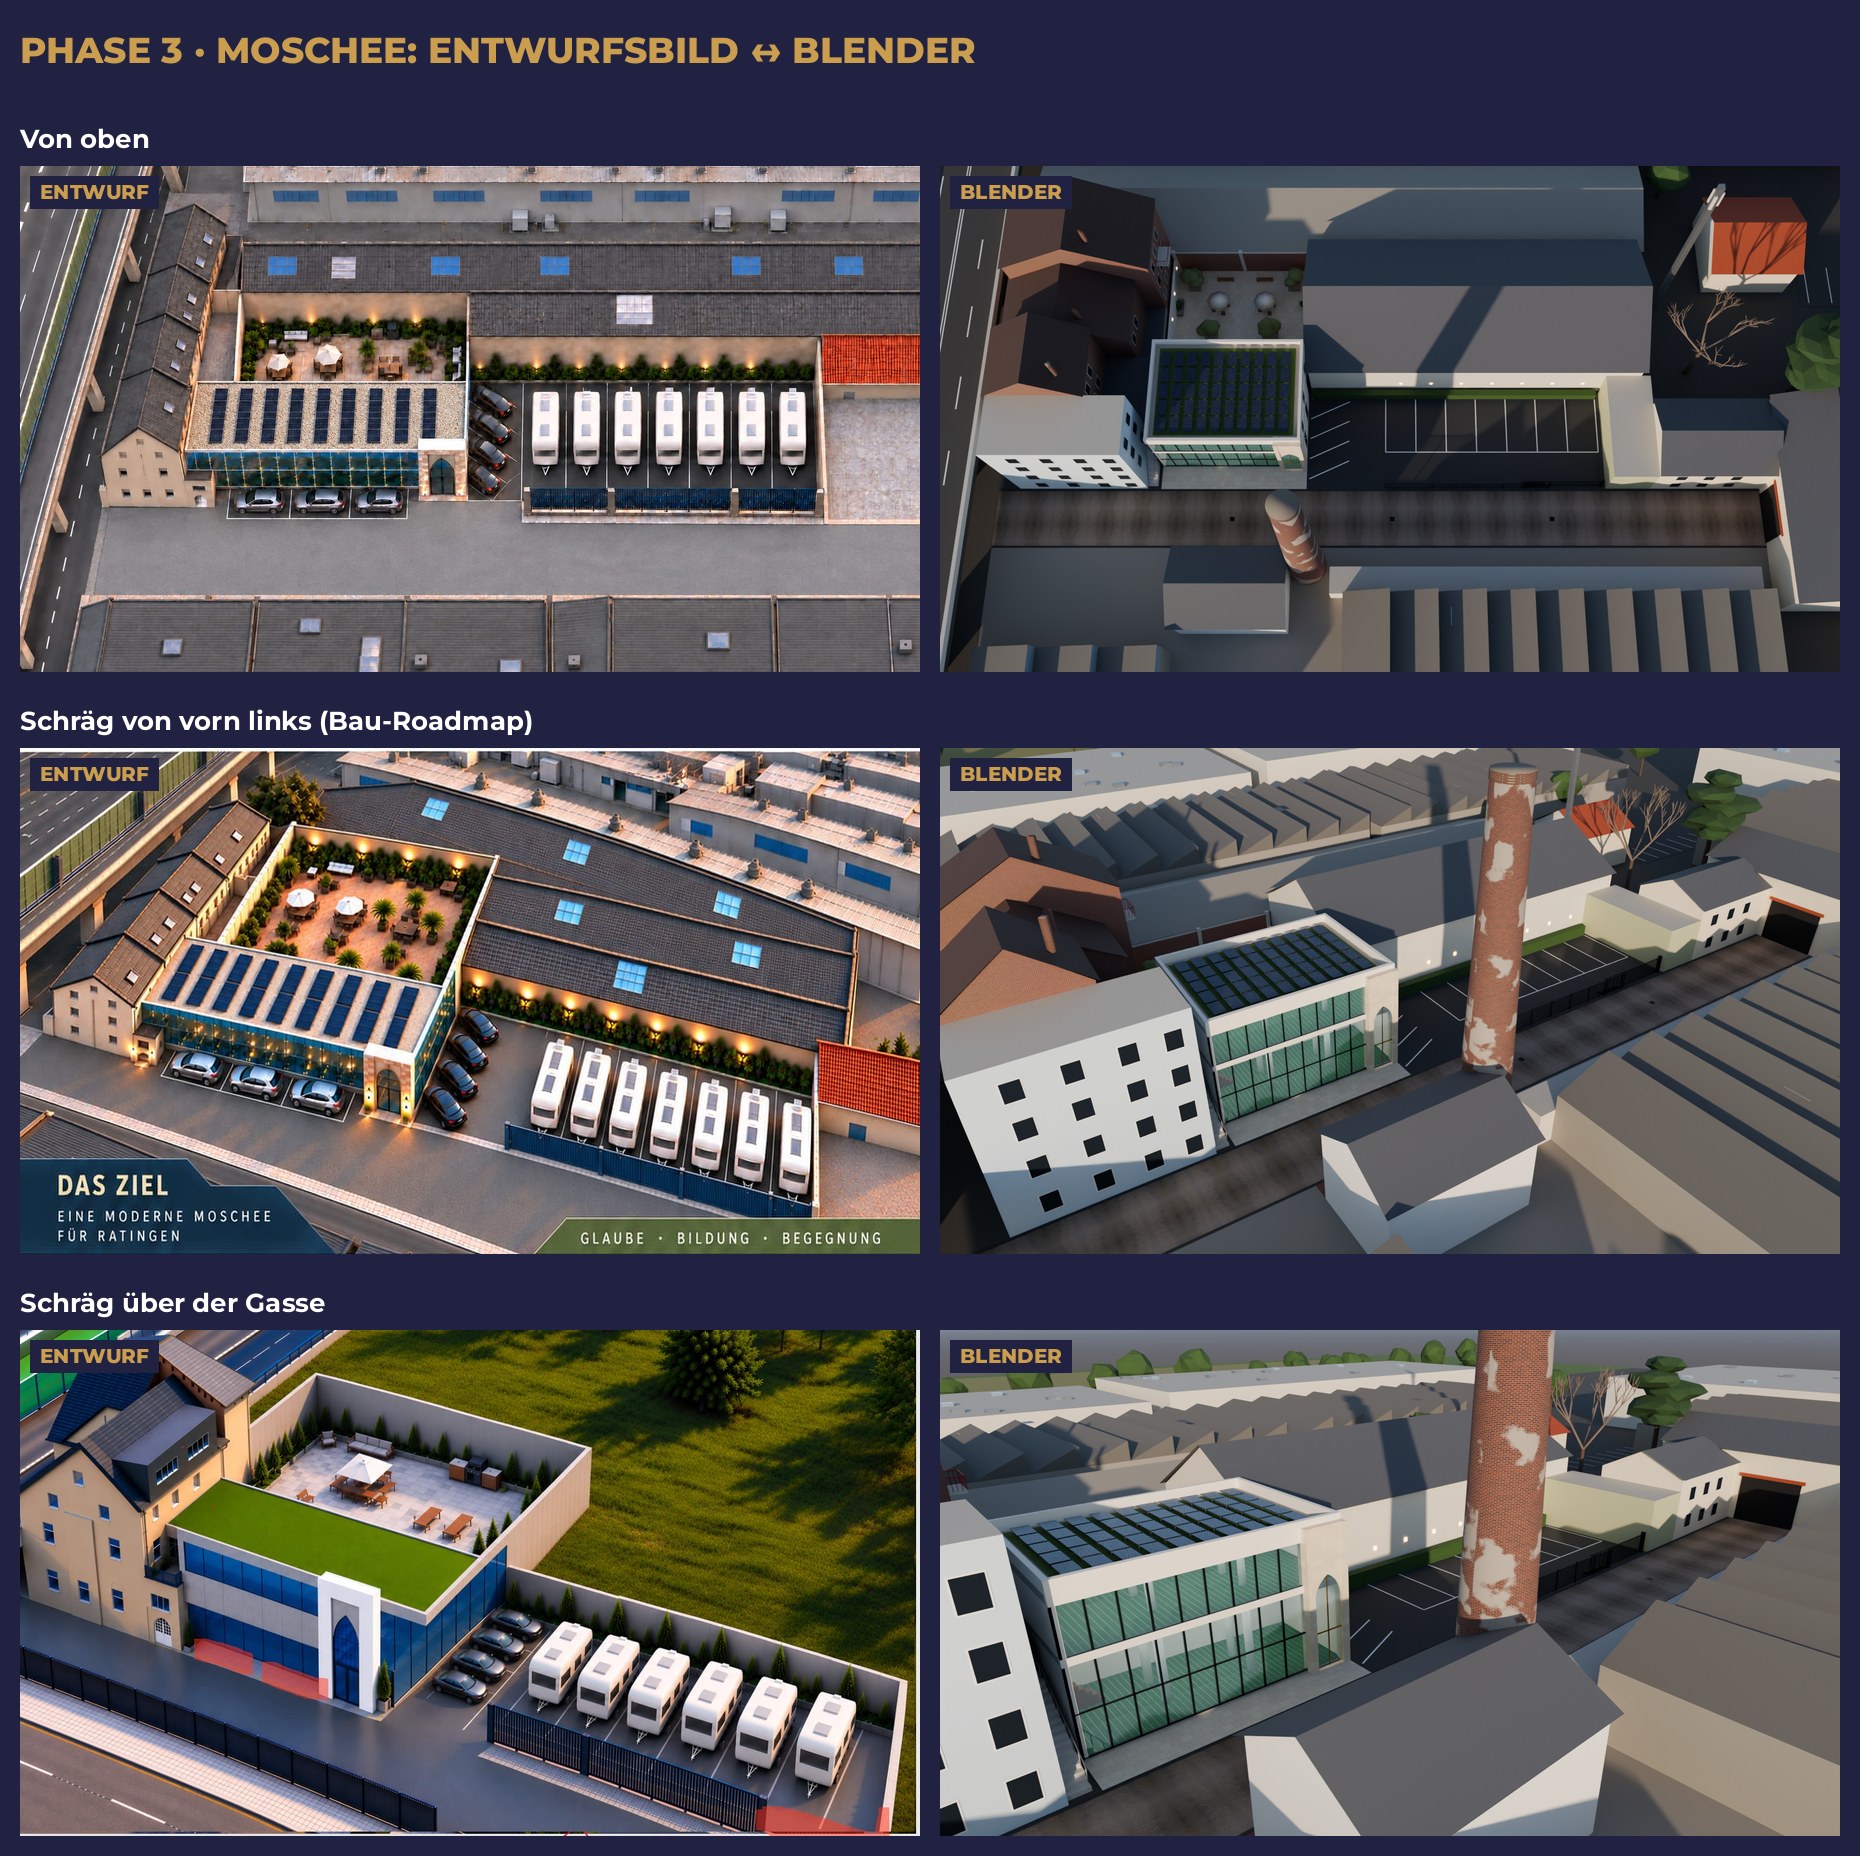 PHASE 3 · MOSCHEE: ENTWURFSBILD ↔ BLENDER
Von oben
ENTWURF
BLENDER
Schräg von vorn links (Bau-Roadmap)
ENTWURF
BLENDER
DAS ZIEL
EINE MODERNE MOSCHEE
FÜR RATINGEN
GLAUBE · BILDUNG · BEGEGNUNG
Schräg über der Gasse
ENTWURF
BLENDER